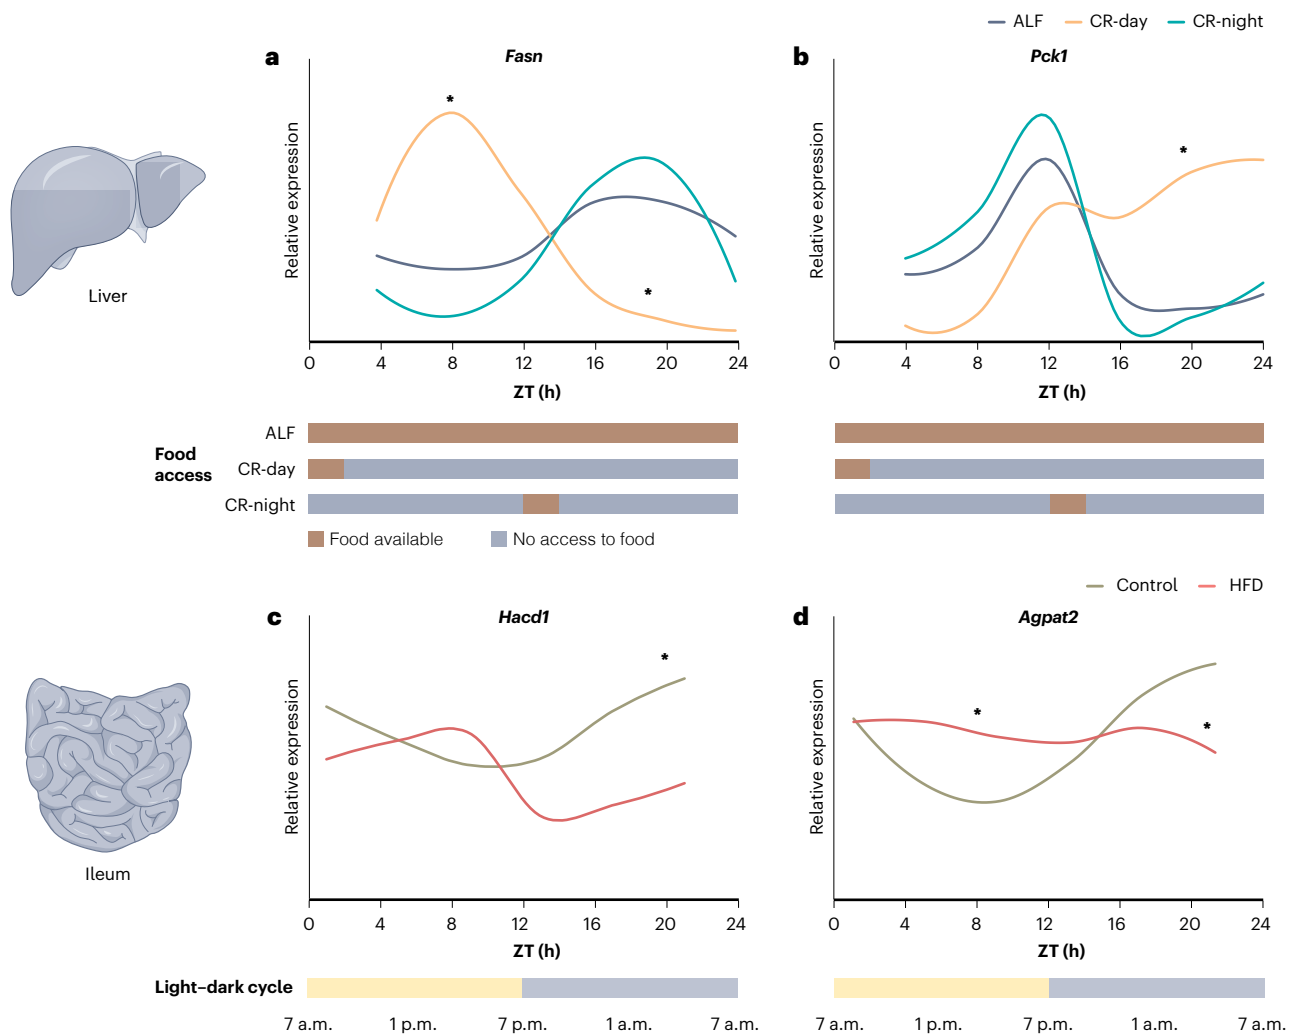 ALF CR-day CR-night
a Fasn
b Pck1
*
*
*
Relative expression
Relative expression
Liver
0 4 8 12 16 20 24
0 4 8 12 16 20 24
ZT (h)
ZT (h)
Food access
ALF
CR-day
CR-night
Food available No access to food
Control HFD
c Hacd1
d Agpat2
*
*
*
Relative expression
Relative expression
Ileum
0 4 8 12 16 20 24
0 4 8 12 16 20 24
ZT (h)
ZT (h)
Light–dark cycle
7 a.m. 1 p.m. 7 p.m. 1 a.m. 7 a.m.
7 a.m. 1 p.m. 7 p.m. 1 a.m. 7 a.m.